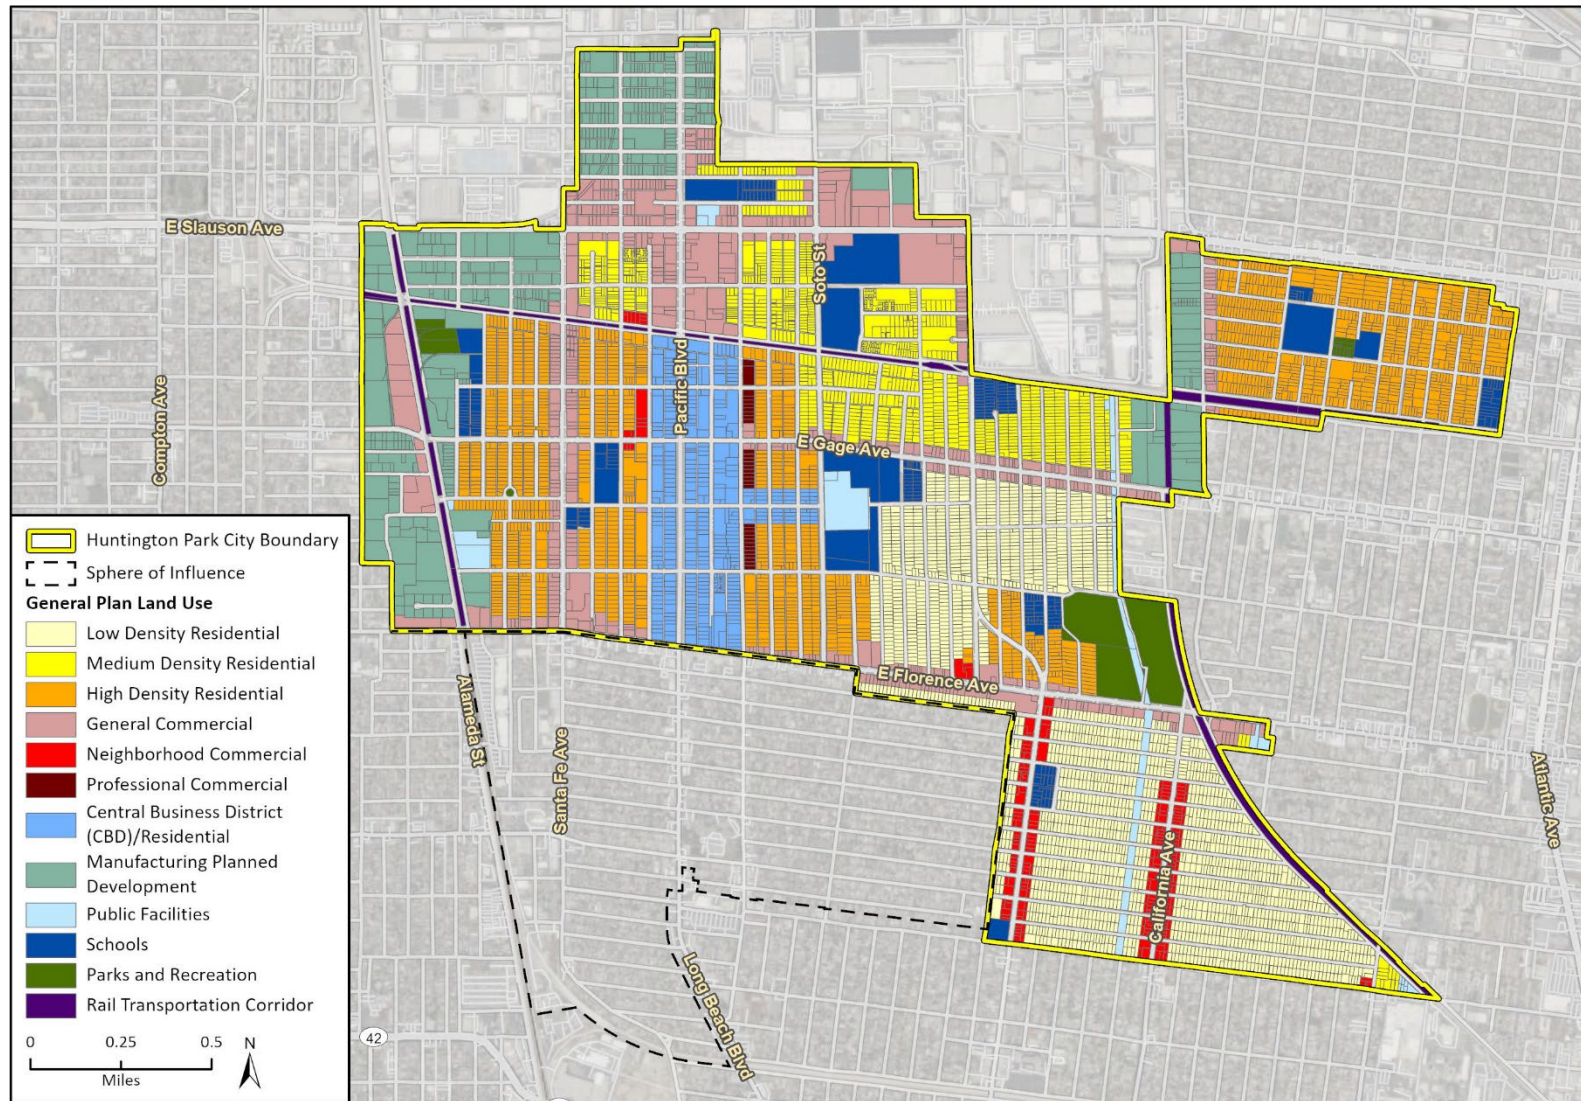 E Slauson Ave
Soto St
Pacific Blvd
Compton Ave
E Gage Ave
E Florence Ave
Alameda St
Santa Fe Ave
Atlantic Ave
California Ave
Long Beach Blvd
42
Huntington Park City Boundary
Sphere of Influence
General Plan Land Use
Low Density Residential
Medium Density Residential
High Density Residential
General Commercial
Neighborhood Commercial
Professional Commercial
Central Business District
(CBD)/Residential
Manufacturing Planned
Development
Public Facilities
Schools
Parks and Recreation
Rail Transportation Corridor
0 0.25 0.5
Miles
N